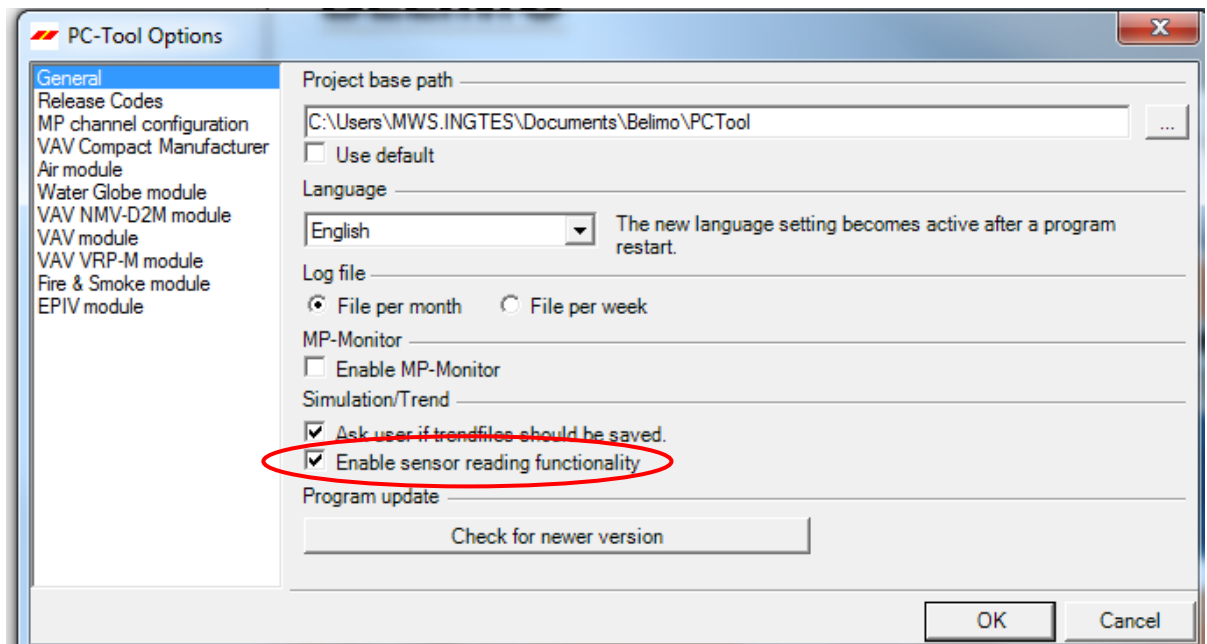 PC-Tool Options
General
Release Codes
MP channel configuration
VAV Compact Manufacturer
Air module
Water Globe module
VAV NMV-D2M module
VAV module
VAV VRP-M module
Fire & Smoke module
EPIV module
Project base path
C:\Users\MWS.INGTES\Documents\Belimo\PCTool
...
Use default
Language
English
The new language setting becomes active after a program
restart.
Log file
File per month
File per week
MP-Monitor
Enable MP-Monitor
Simulation/Trend
Ask user if trendfiles should be saved.
Enable sensor reading functionality
Program update
Check for newer version
OK
Cancel